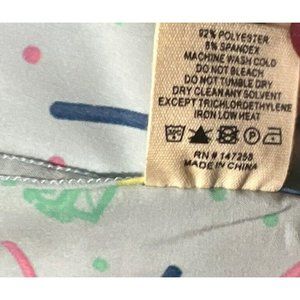 92% POLYESTER
8% SPANDEX
MACHINE WASH COLD
DO NOT BLEACH
DO NOT TUMBLE DRY
DRY CLEAN ANY SOLVENT
EXCEPT TRICHLORDETHYLENE
IRON LOW HEAT
RN # 147258
MADE IN CHINA